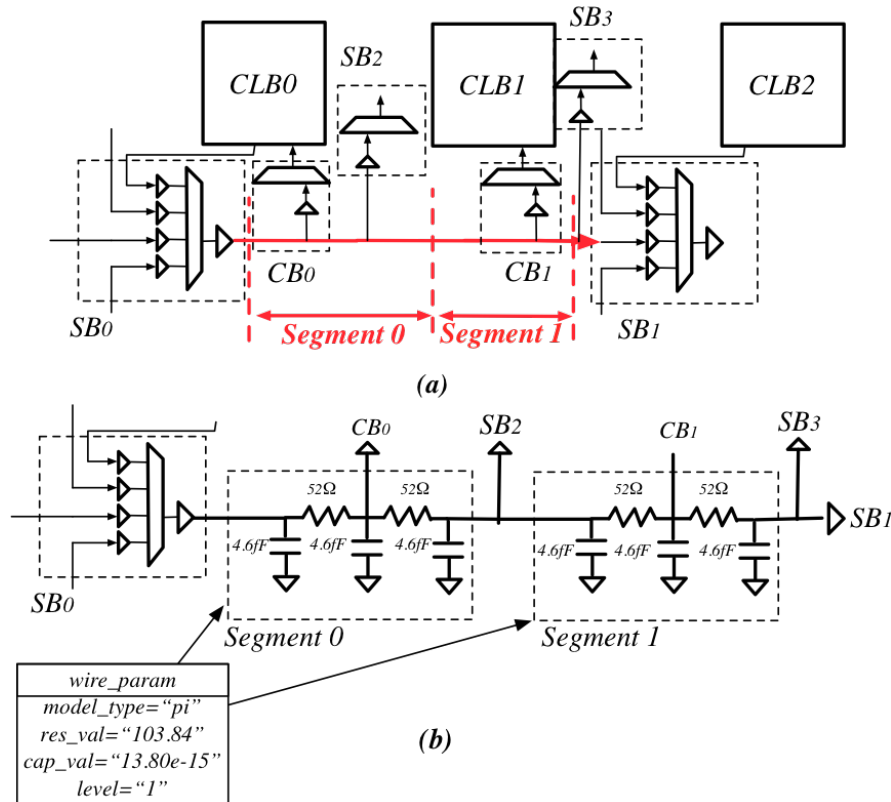 SB3
SB2
CLB0
CLB1
CLB2
CB0
CB1
SB0
SB1
Segment 0
Segment 1
(a)
CB0
SB2
CB1
SB3
52Ω
52Ω
52Ω
52Ω
SB1
4.6fF
4.6fF
4.6fF
4.6fF
4.6fF
4.6fF
SB0
Segment 0
Segment 1
wire_param
model_type="pi"
res_val="103.84"
cap_val="13.80e-15"
level="1"
(b)